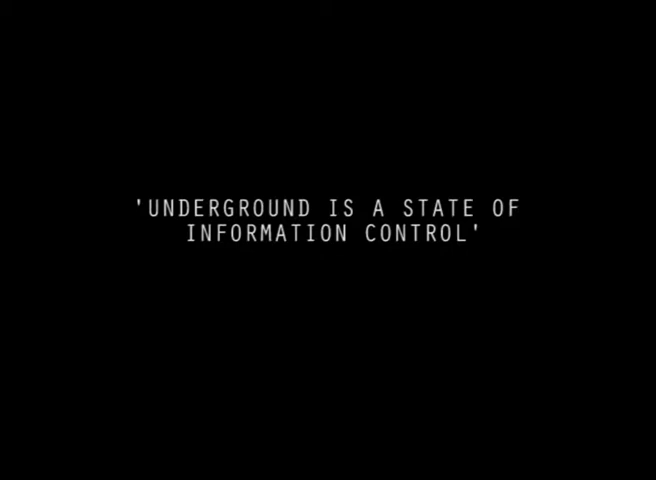 'UNDERGROUND IS A STATE OF
INFORMATION CONTROL'